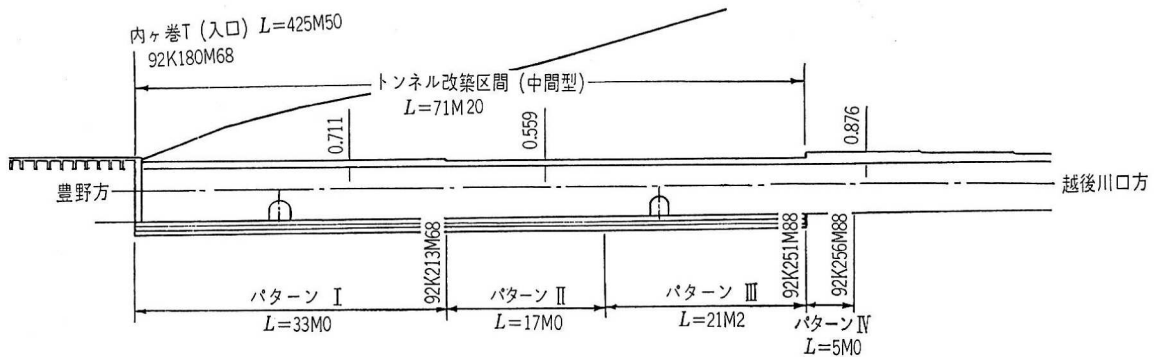 内ヶ巻T (入口) L=425M50
92K180M68
トンネル改築区間 (中間型)
L=71M20
0.711
0.559
0.876
豊野方
越後川口方
92K213M68
92K251M88
92K256M88
パターン Ⅰ
L=33M0
パターン Ⅱ
L=17M0
パターン Ⅲ
L=21M2
パターンⅣ
L=5M0